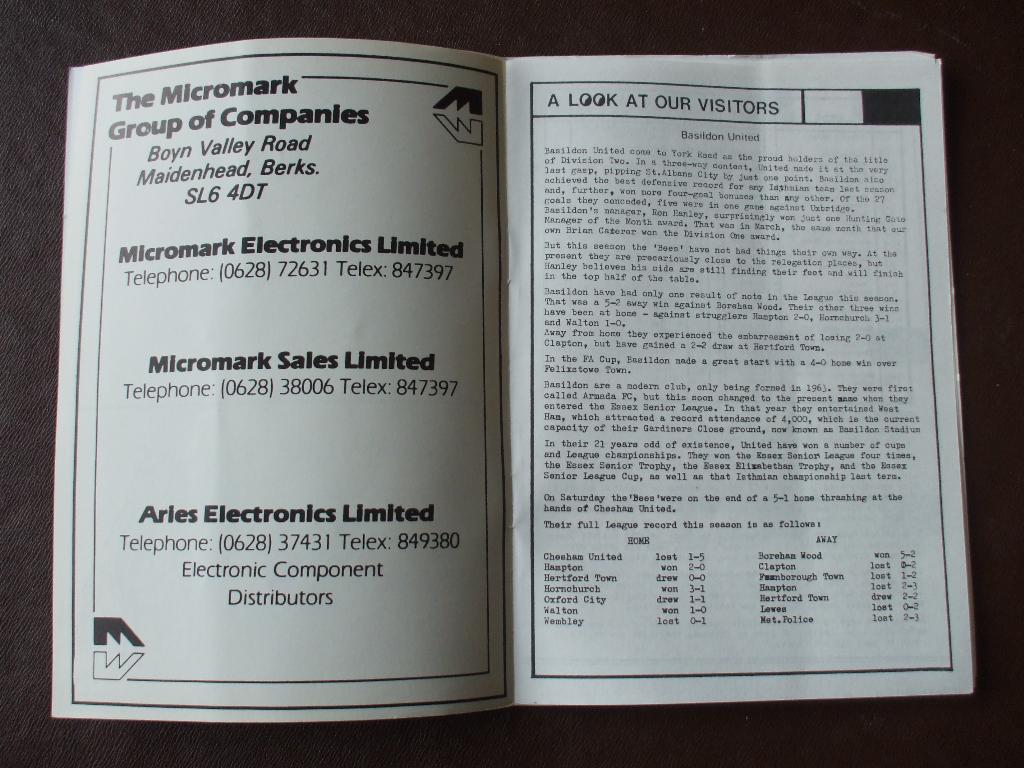 The Micromark
Group of Companies
Boyn Valley Road
Maidenhead, Berks.
SL6 4DT
Micromark Electronics Limited
Telephone: (0628) 72631 Telex: 847397
Micromark Sales Limited
Telephone: (0628) 38006 Telex: 847397
Aries Electronics Limited
Telephone: (0628) 37431 Telex: 849380
Electronic Component
Distributors
A LOOK AT OUR VISITORS
Basildon United
Basildon United come to York Road as the proud holders of the title
of Division Two. In a three-way contest, United made it at the very
last gasp, pipping St.Albans City by just one point. Basildon also
achieved the best defensive record for any Isthmian team last season
and, further, won more four-goal bonuses than any other. Of the 27
goals they conceded, five were in one game against Uxbridge.
Basildon's manager, Ron Hanley, surprisingly won just one Hunting Gate
Manager of the Month award. That was in March, the same month that our
own Brian Caterer won the Division One award.
But this season the 'Bees' have not had things their own way. At the
present they are precariously close to the relegation places, but
Hanley believes his side are still finding their feet and will finish
in the top half of the table.
Basildon have had only one result of note in the League this season.
That was a 5-2 away win against Boreham Wood. Their other three wins
have been at home - against strugglers Hampton 2-0, Hornchurch 3-1
and Walton 1-0.
Away from home they experienced the embarrasment of losing 2-0 at
Clapton, but have gained a 2-2 draw at Hertford Town.
In the FA Cup, Basildon made a great start with a 4-0 home win over
Felixstowe Town.
Basildon are a modern club, only being formed in 1963. They were first
called Armada FC, but this soon changed to the present name when they
entered the Essex Senior League. In that year they entertained West
Ham, which attracted a record attendance of 4,000, which is the current
capacity of their Gardiners Close ground, now known as Basildon Stadium
In their 21 years odd of existence, United have won a number of cups
and League championships. They won the Essex Senior League four times,
the Essex Senior Trophy, the Essex Elizabethan Trophy, and the Essex
Senior League Cup, as well as that Isthmian championship last term.
On Saturday the'Bees'were on the end of a 5-1 home thrashing at the
hands of Chesham United.
Their full League record this season is as follows:
HOME AWAY
Chesham United lost 1-5 Boreham Wood won 5-2
Hampton won 2-0 Clapton lost 0-2
Hertford Town drew 0-0 Farnborough Town lost 1-2
Hornchurch won 3-1 Hampton lost 2-3
Oxford City drew 1-1 Hertford Town drew 2-2
Walton won 1-0 Lewes lost 0-2
Wembley lost 0-1 Met.Police lost 2-3